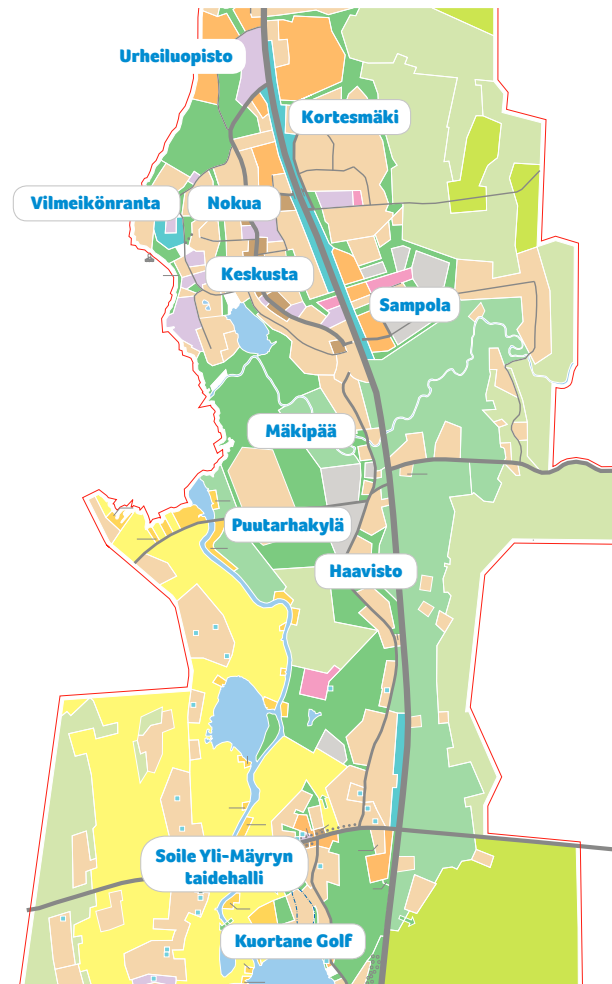 Urheiluopisto
Kortesmäki
Vilmeikönranta
Nokua
Keskusta
Sampola
Mäkipää
Puutarhakylä
Haavisto
Soile Yli-Mäyryn
taidehalli
Kuortane Golf